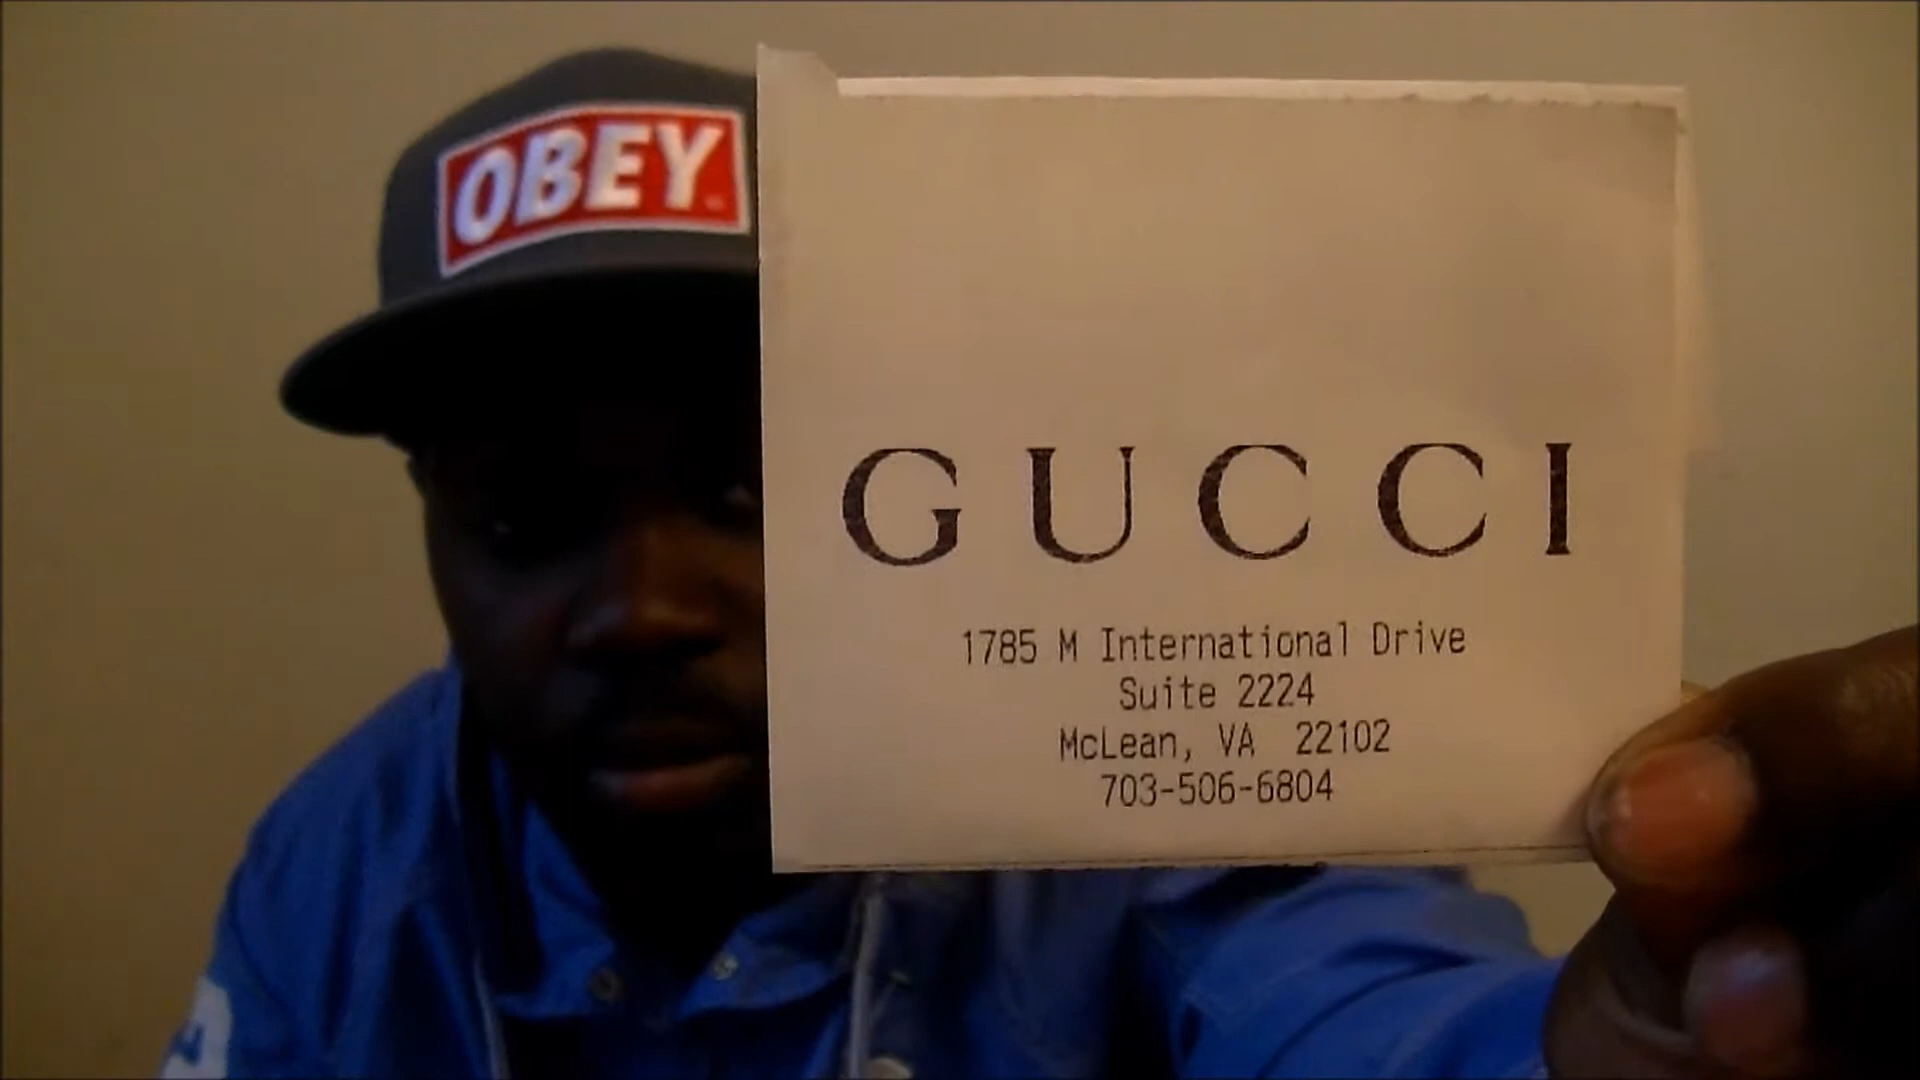 OBEY
GUCCI
1785 M International Drive
Suite 2224
McLean, VA 22102
703-506-6804